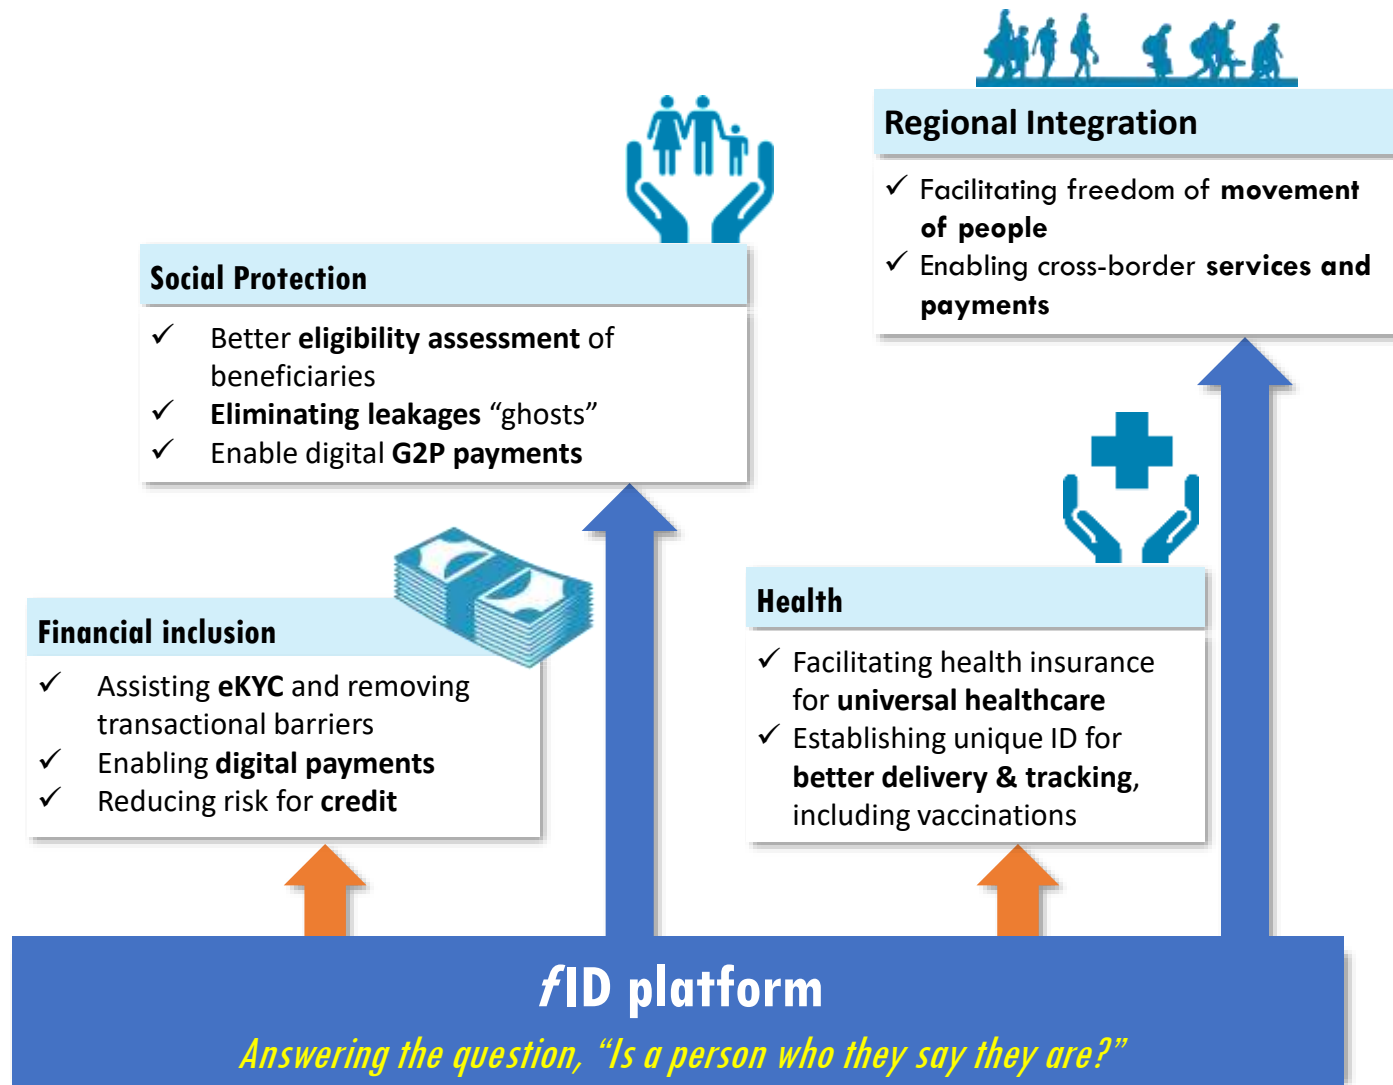 Regional Integration
✓ Facilitating freedom of movement
of people
✓ Enabling cross-border services and
payments
Social Protection
✓ Better eligibility assessment of
beneficiaries
✓ Eliminating leakages “ghosts”
✓ Enable digital G2P payments
Financial inclusion
✓ Assisting eKYC and removing
transactional barriers
✓ Enabling digital payments
✓ Reducing risk for credit
Health
✓ Facilitating health insurance
for universal healthcare
✓ Establishing unique ID for
better delivery & tracking,
including vaccinations
fID platform
Answering the question, “Is a person who they say they are?”